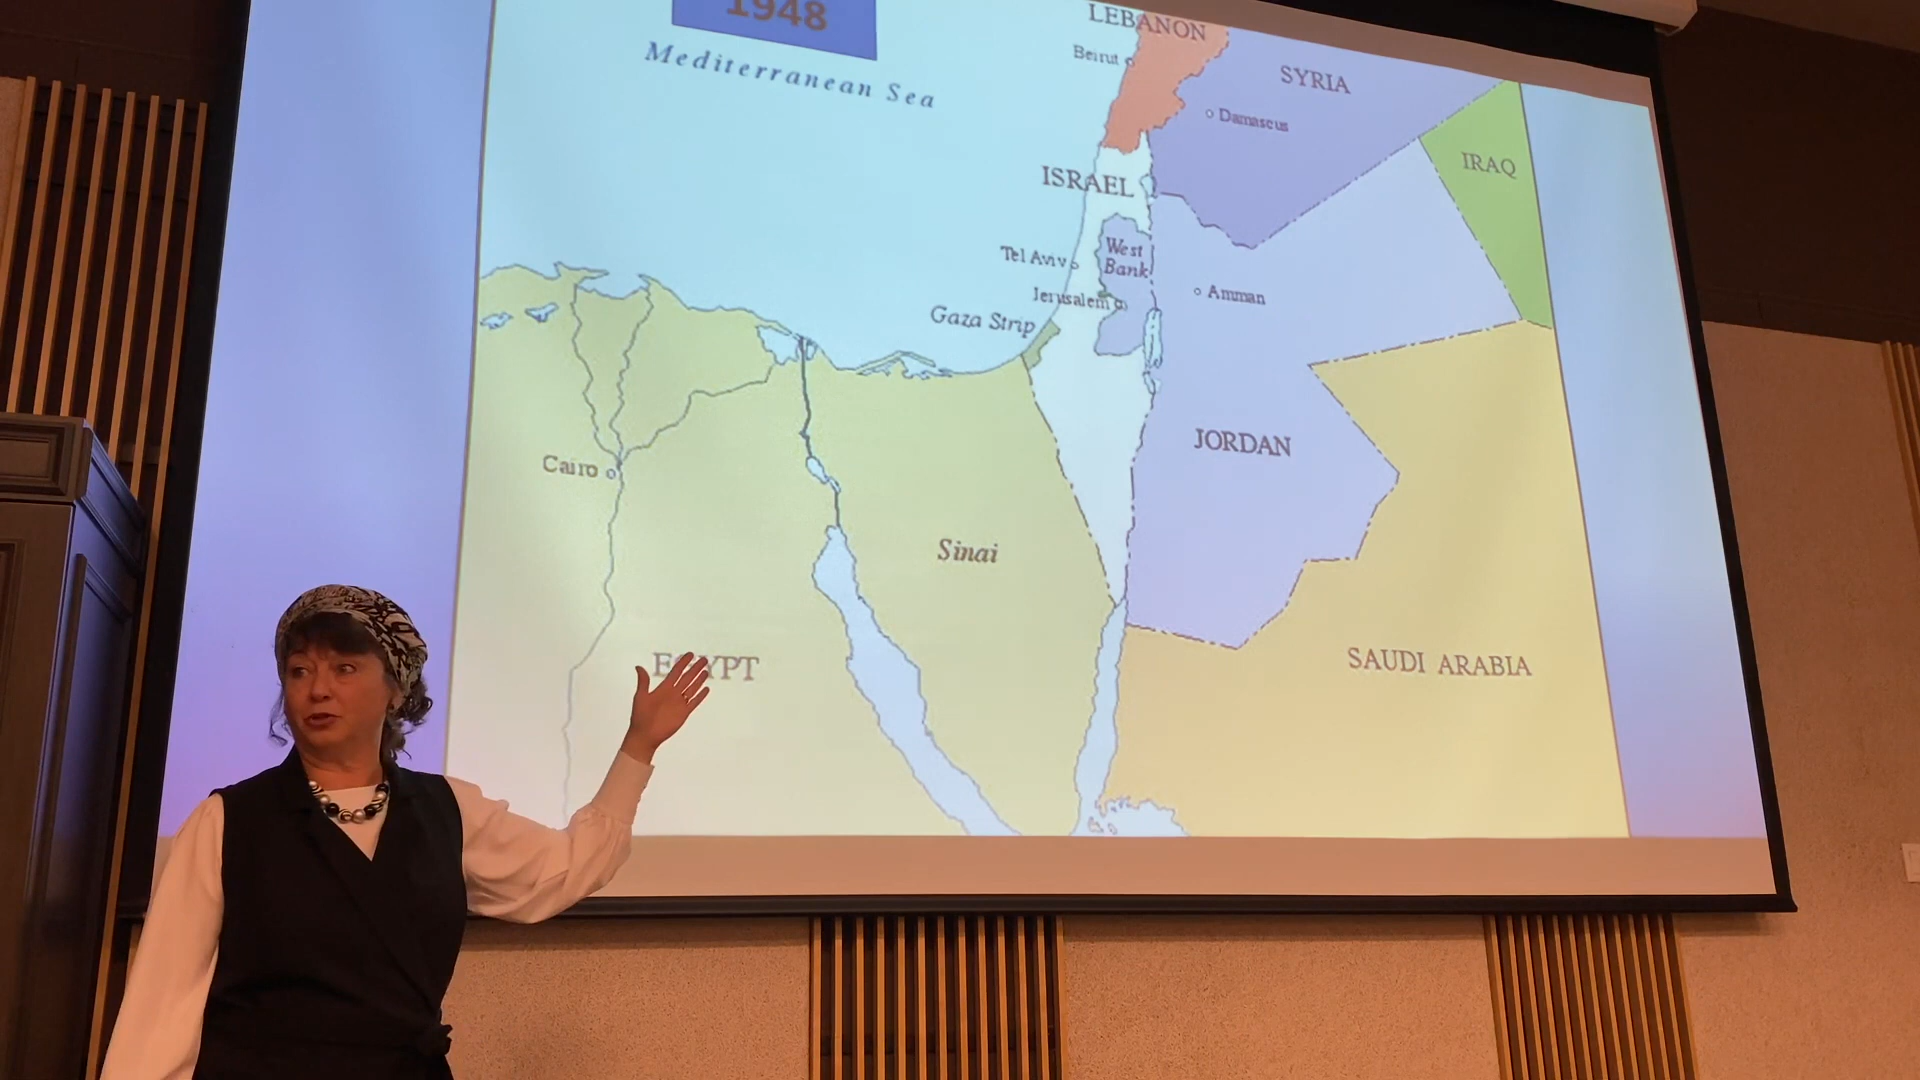 1948
Mediterranean Sea
LEBANON
Beirut
SYRIA
Damascus
IRAQ
ISRAEL
West
Bank
Tel Aviv
Jerusalem
Amman
Gaza Strip
Cairo
JORDAN
Sinai
EGYPT
SAUDI ARABIA